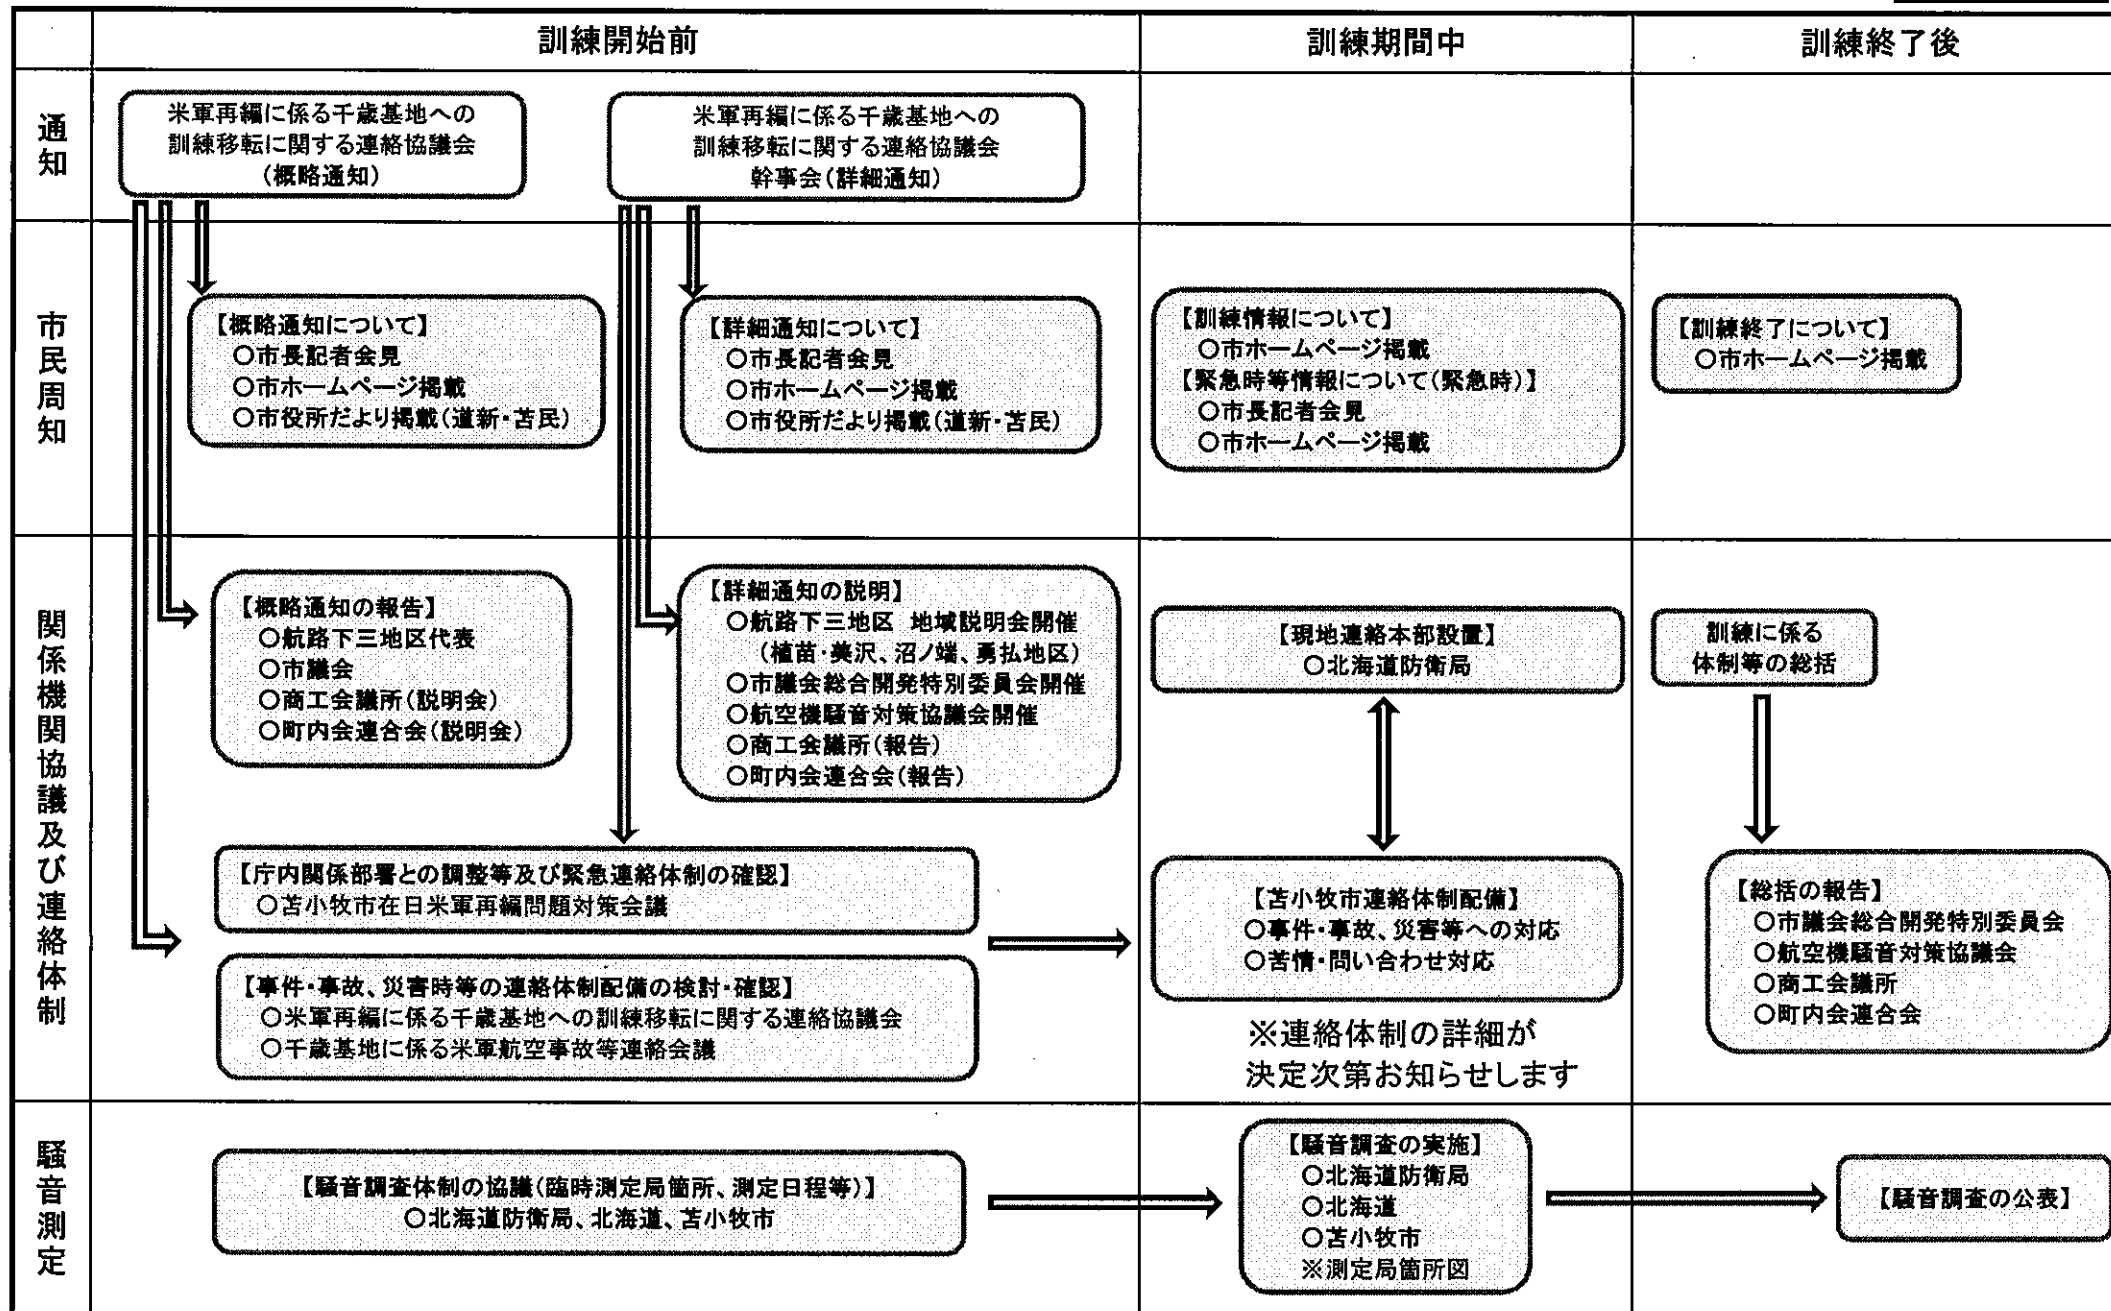 訓練開始前
訓練期間中
訓練終了後
通知
米軍再編に係る千歳基地への
訓練移転に関する連絡協議会
(概略通知)
米軍再編に係る千歳基地への
訓練移転に関する連絡協議会
幹事会(詳細通知)
市民周知
【概略通知について】
○市長記者会見
○市ホームページ掲載
○市役所だより掲載(道新・苫民)
【詳細通知について】
○市長記者会見
○市ホームページ掲載
○市役所だより掲載(道新・苫民)
【訓練情報について】
○市ホームページ掲載
【緊急時等情報について(緊急時)】
○市長記者会見
○市ホームページ掲載
【訓練終了について】
○市ホームページ掲載
関係機関協議及び連絡体制
【概略通知の報告】
○航路下三地区代表
○市議会
○商工会議所(説明会)
○町内会連合会(説明会)
【詳細通知の説明】
○航路下三地区 地域説明会開催
(植苗・美沢、沼ノ端、勇払地区)
○市議会総合開発特別委員会開催
○航空機騒音対策協議会開催
○商工会議所(報告)
○町内会連合会(報告)
【現地連絡本部設置】
○北海道防衛局
訓練に係る
体制等の総括
【庁内関係部署との調整等及び緊急連絡体制の確認】
○苫小牧市在日米軍再編問題対策会議
【事件・事故、災害時等の連絡体制配備の検討・確認】
○米軍再編に係る千歳基地への訓練移転に関する連絡協議会
○千歳基地に係る米軍航空事故等連絡会議
【苫小牧市連絡体制配備】
○事件・事故、災害等への対応
○苦情・問い合わせ対応
※連絡体制の詳細が
決定次第お知らせします
【総括の報告】
○市議会総合開発特別委員会
○航空機騒音対策協議会
○商工会議所
○町内会連合会
騒音測定
【騒音調査体制の協議(臨時測定局箇所、測定日程等)】
○北海道防衛局、北海道、苫小牧市
【騒音調査の実施】
○北海道防衛局
○北海道
○苫小牧市
※測定局箇所図
【騒音調査の公表】